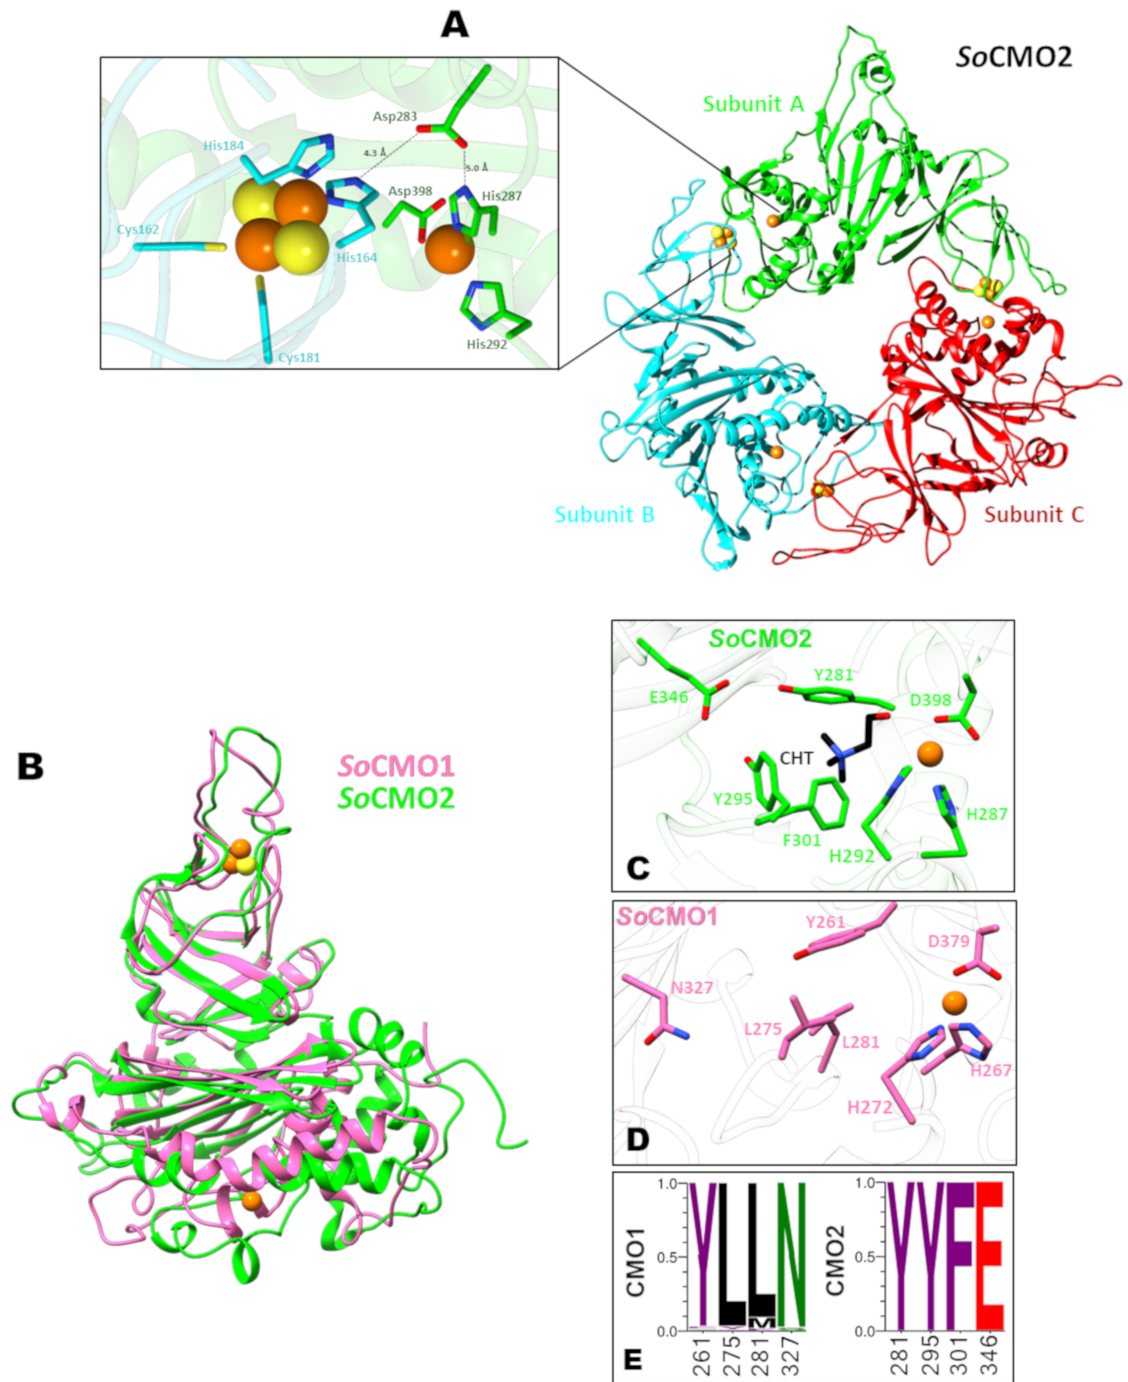 A
SoCMO2
Subunit A
Asp283
His184
4.3 Å
5.0 Å
Asp398
His287
Cys162
His164
His292
Cys181
Subunit B
Subunit C
B
SoCMO1
SoCMO2
SoCMO2
Y281
E346
D398
CHT
Y295
F301
H292
H287
C
SoCMO1
Y261
D379
N327
L275
L281
H267
H272
D
CMO1
1.0
0.5
0.0
Y L L N
M
261 275 281 327
CMO2
1.0
0.5
0.0
Y Y F E
281 295 301 346
E